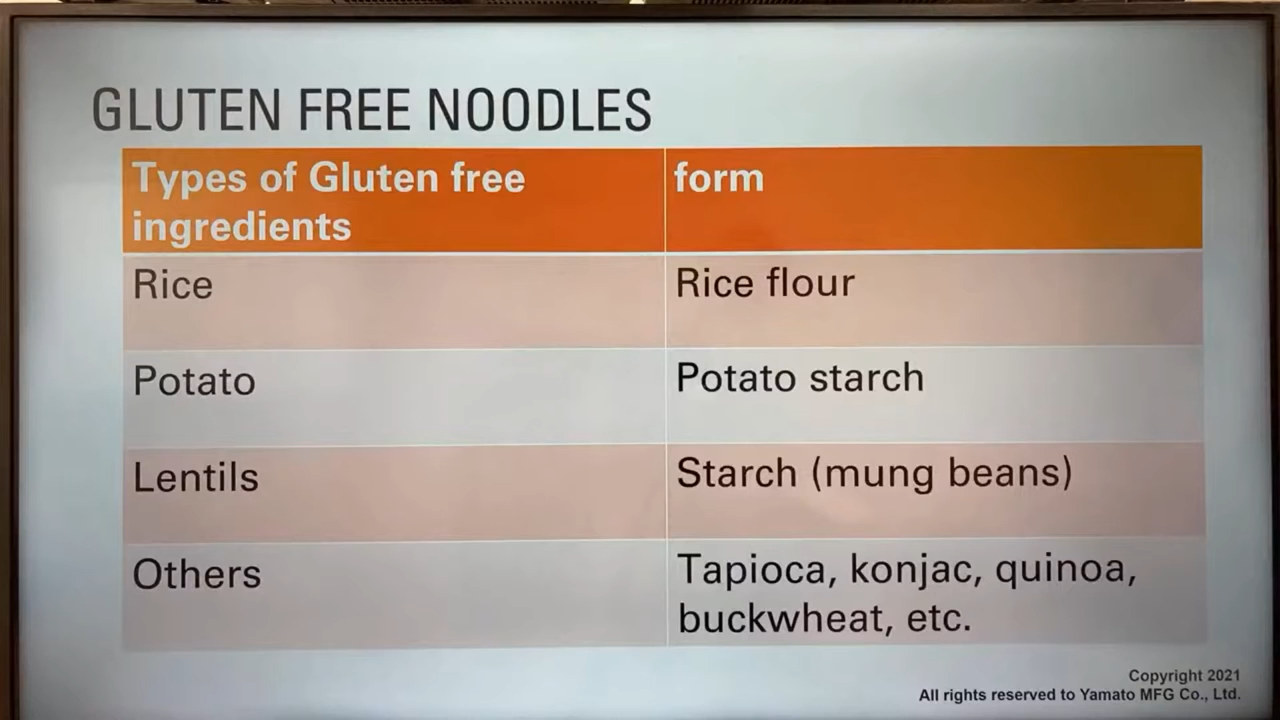 GLUTEN FREE NOODLES
Types of Gluten free
ingredients
form
Rice
Rice flour
Potato
Potato starch
Lentils
Starch (mung beans)
Others
Tapioca, konjac, quinoa,
buckwheat, etc.
Copyright 2021
All rights reserved to Yamato MFG Co., Ltd.